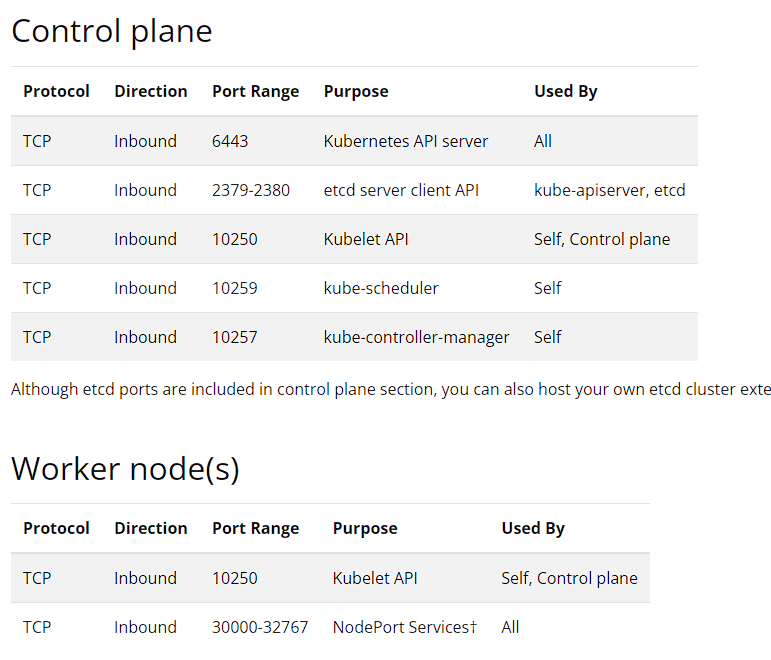 Control plane
Protocol Direction Port Range Purpose Used By
TCP Inbound 6443 Kubernetes API server All
TCP Inbound 2379-2380 etcd server client API kube-apiserver, etcd
TCP Inbound 10250 Kubelet API Self, Control plane
TCP Inbound 10259 kube-scheduler Self
TCP Inbound 10257 kube-controller-manager Self
Although etcd ports are included in control plane section, you can also host your own etcd cluster exte
Worker node(s)
Protocol Direction Port Range Purpose Used By
TCP Inbound 10250 Kubelet API Self, Control plane
TCP Inbound 30000-32767 NodePort Services† All